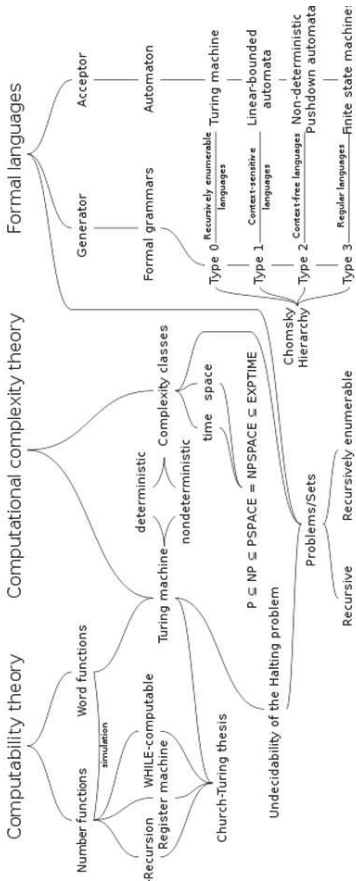 Computability theory
Computational complexity theory
Formal languages
Number functions
Word functions
simulation
-Recursion
Register machine
WHILE-computable
Church-Turing thesis
Turing machine
deterministic
nondeterministic
Complexity classes
time
space
P ⊆ NP ⊆ PSPACE = NPSPACE ⊆ EXPTIME
Undecidability of the Halting problem
Problems/Sets
Recursive
Recursively enumerable
Generator
Acceptor
Formal grammars
Automaton
Chomsky
Hierarchy
Type 0
Recursively enumerable
languages
Turing machine
Type 1
Context-sensitive
languages
Linear-bounded
automata
Type 2
Context-free languages
Non-deterministic
Pushdown automata
Type 3
Regular languages
Finite state machines